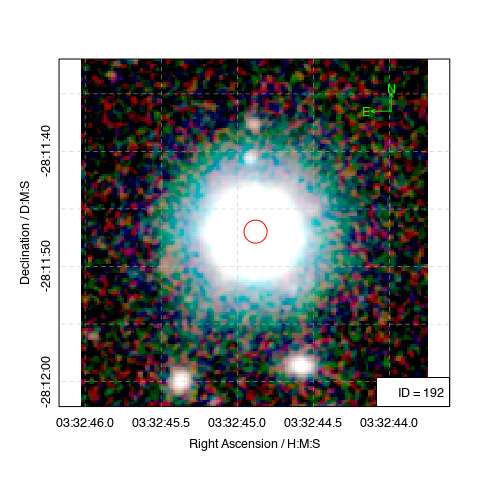 N
E
Declination / D:M:S
-28:11:40
-28:11:50
-28:12:00
ID = 192
03:32:46.0 03:32:45.5 03:32:45.0 03:32:44.5 03:32:44.0
Right Ascension / H:M:S